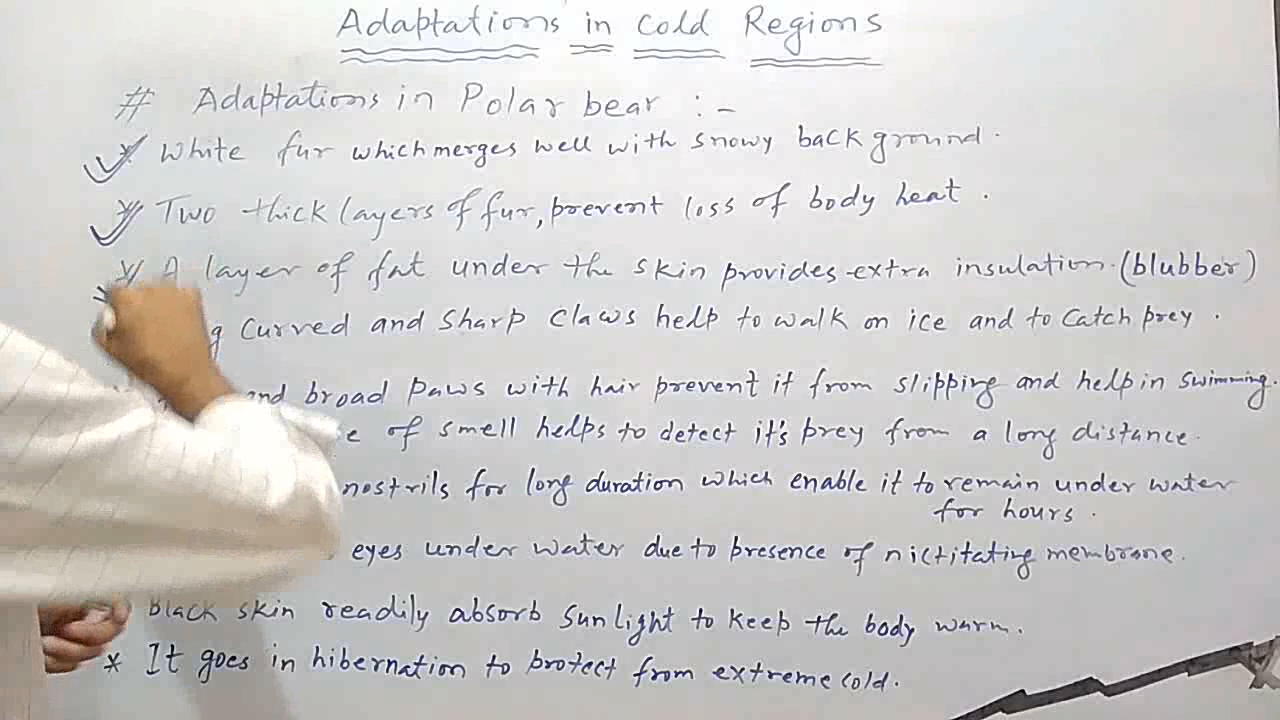 Adaptations in Cold Regions
# Adaptations in Polar bear :-
* White fur which merges well with snowy background.
* Two thick layers of fur, prevent loss of body heat.
* A layer of fat under the skin provides extra insulation. (blubber)
curved and sharp claws help to walk on ice and to catch prey.
and broad paws with hair prevent it from slipping and help in swimming.
of smell helps to detect it's prey from a long distance.
nostrils for long duration which enable it to remain under water
for hours.
eyes under water due to presence of nictitating membrane.
Black skin readily absorb sunlight to keep the body warm.
* It goes in hibernation to protect from extreme cold.